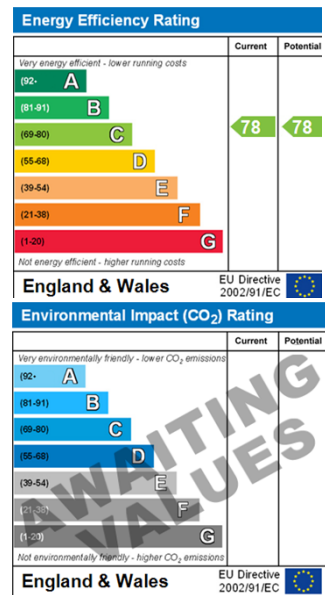 Energy Efficiency Rating
Current Potential
Very energy efficient - lower running costs
(92+ A
(81-91) B
(69-80) C
78 78
(55-68) D
(39-54) E
(21-38) F
(1-20) G
Not energy efficient - higher running costs
England & Wales
EU Directive
2002/91/EC
Environmental Impact (CO₂) Rating
Current Potential
Very environmentally friendly - lower CO₂ emissions
(92+ A
(81-91) B
(69-80) C
(55-68) D
(39-54) E
(21-38) F
(1-20) G
AWAITING
VALUES
Not environmentally friendly - higher CO₂ emissions
England & Wales
EU Directive
2002/91/EC